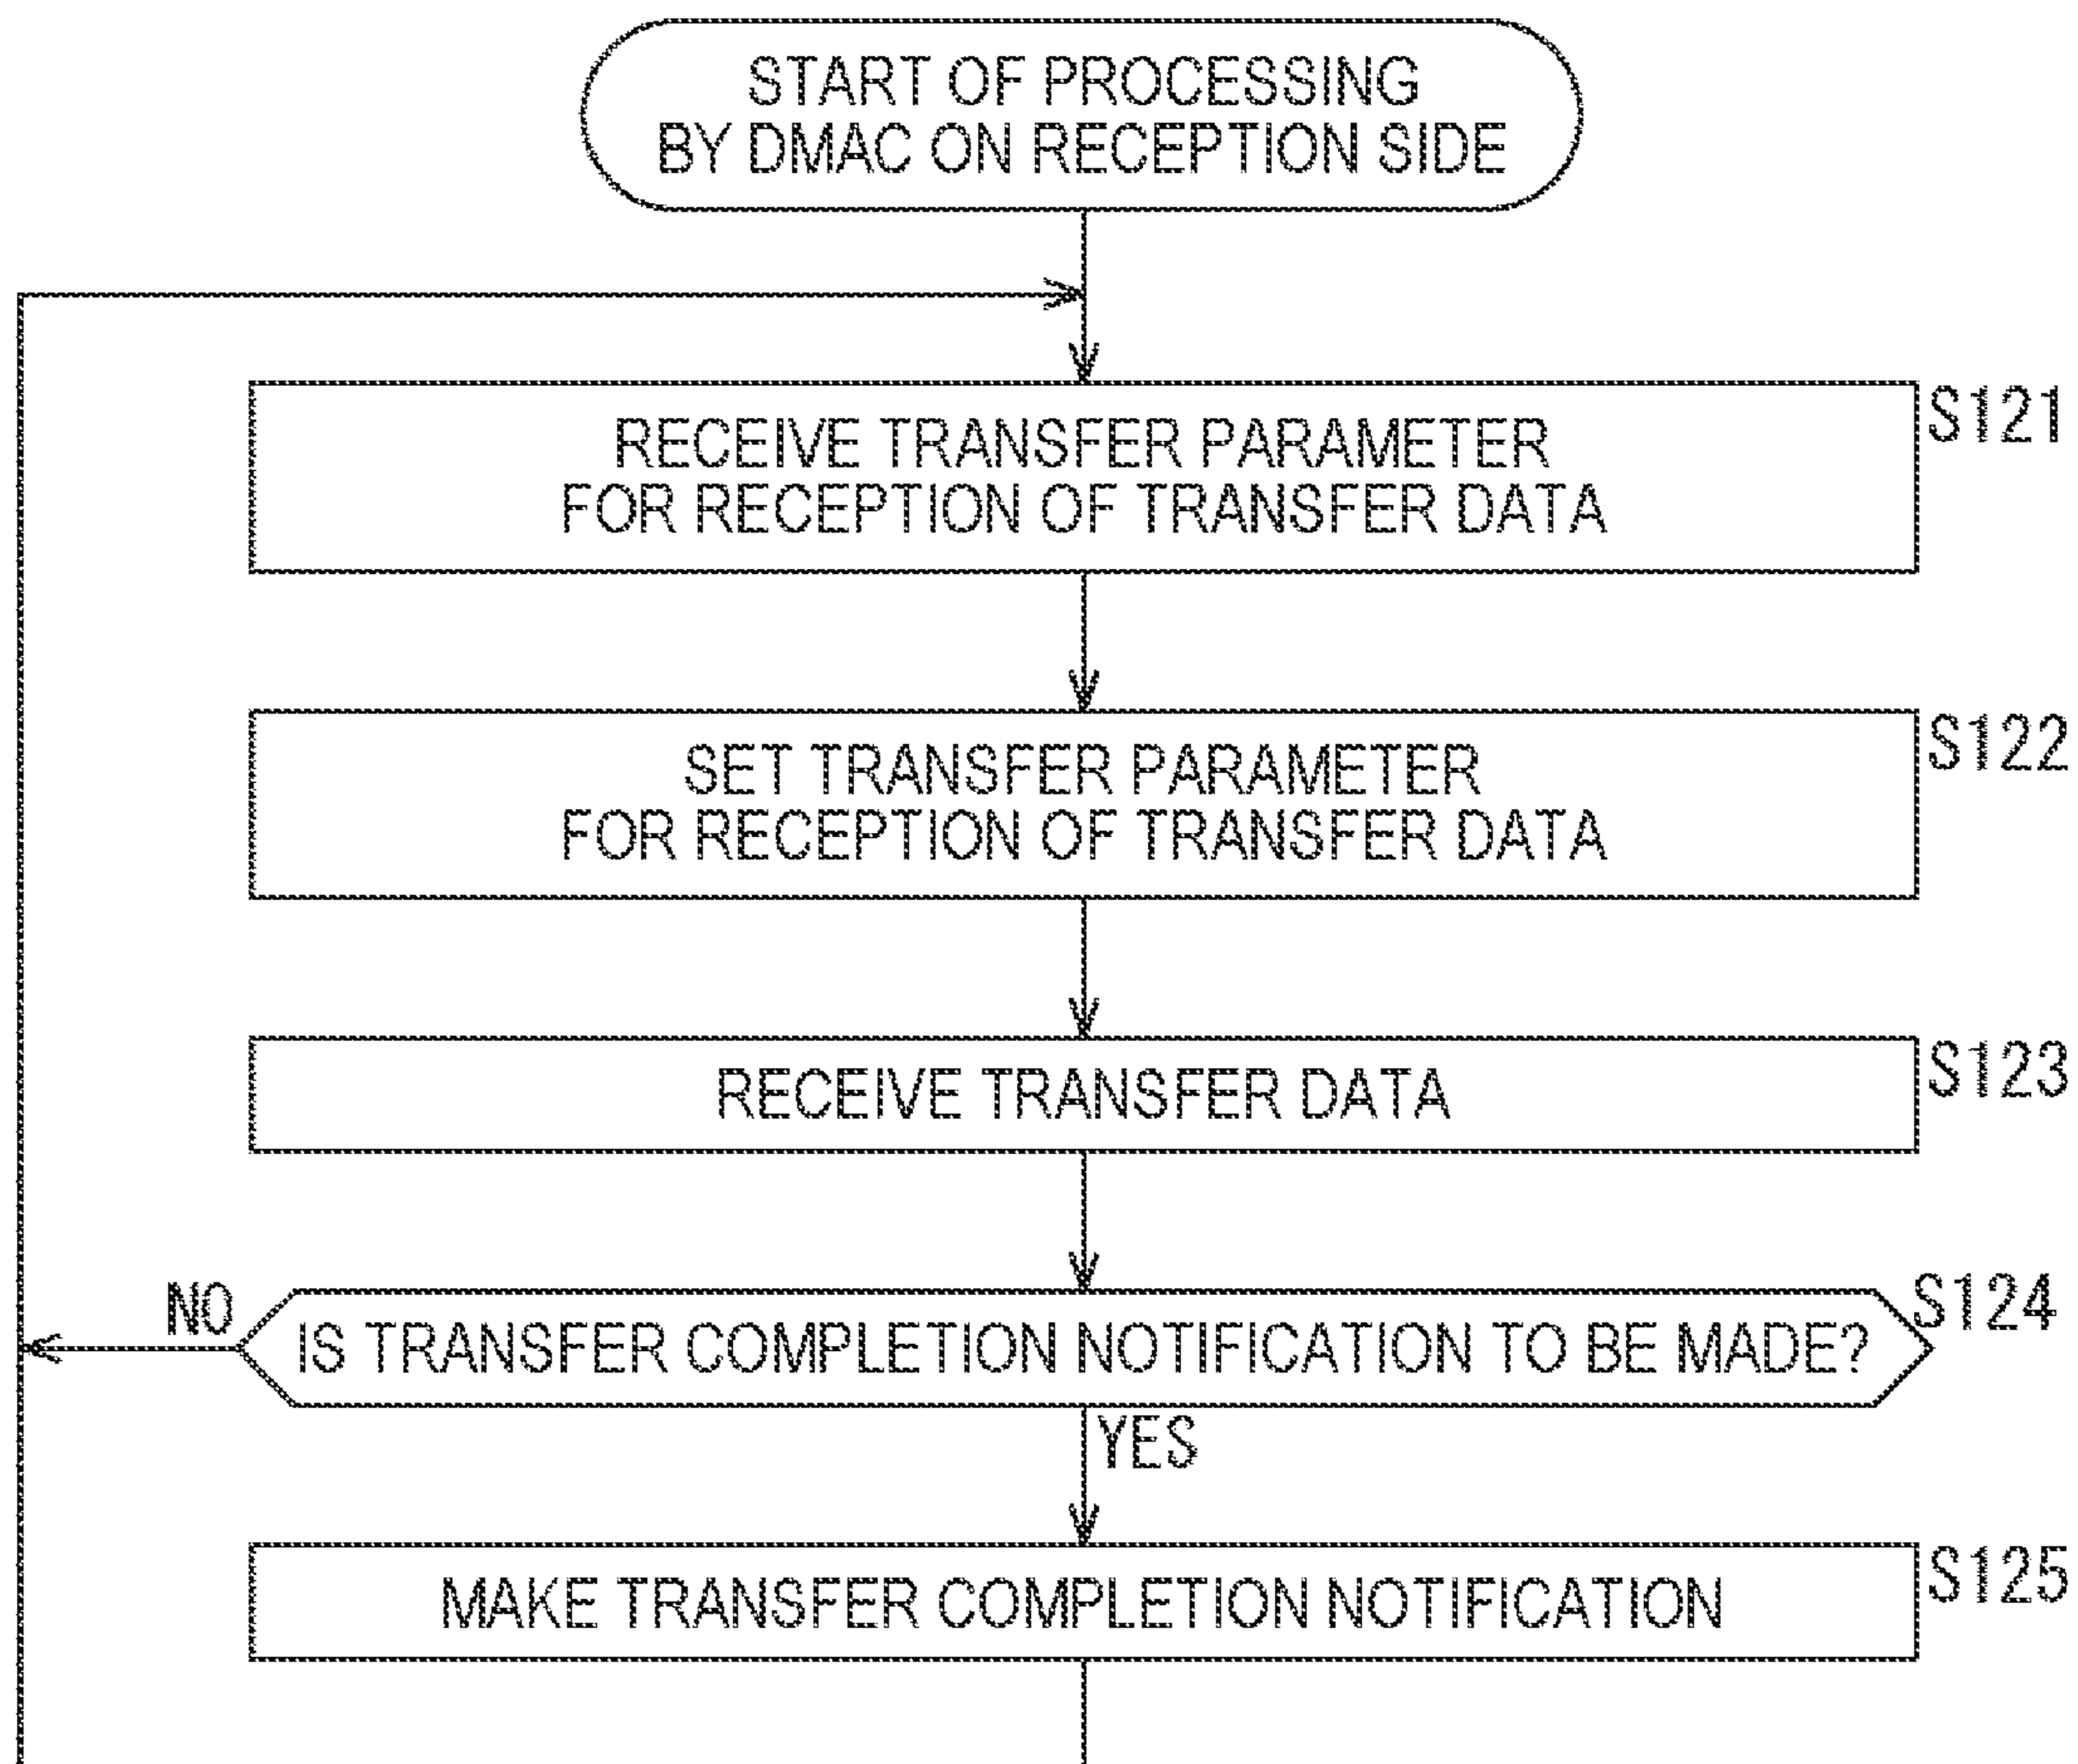 START OF PROCESSING
BY DMAC ON RECEPTION SIDE
S121
RECEIVE TRANSFER PARAMETER
FOR RECEPTION OF TRANSFER DATA
S122
SET TRANSFER PARAMETER
FOR RECEPTION OF TRANSFER DATA
S123
RECEIVE TRANSFER DATA
S124
NO
IS TRANSFER COMPLETION NOTIFICATION TO BE MADE?
YES
S125
MAKE TRANSFER COMPLETION NOTIFICATION